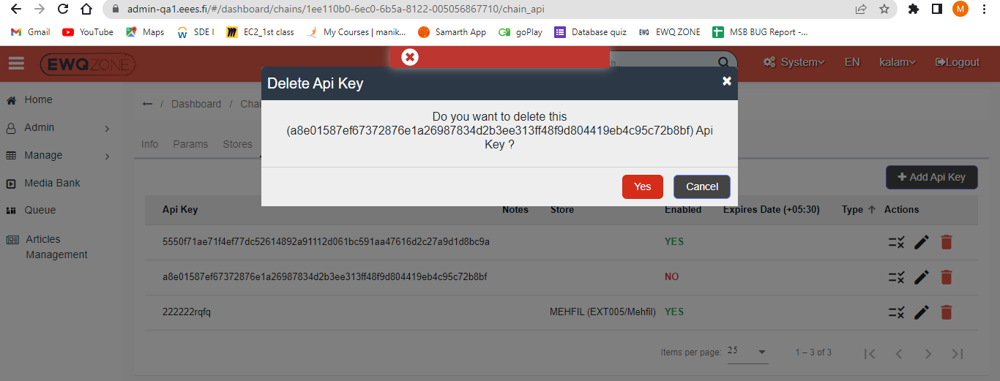 admin-qa1.eees.fi/#/dashboard/chains/1ee110b0-6ec0-6b5a-8122-005056867710/chain_api
M
Gmail YouTube Maps SDE I EC2_1st class My Courses | manik... Samarth App goPlay Database quiz EWQ EWQ ZONE MSB BUG Report -...
EWQZONE System EN kalam Logout
Delete Api Key
Do you want to delete this
(a8e01587ef67372876e1a26987834d2b3ee313ff48f9d804419eb4c95c72b8bf) Api
Key ?
Yes Cancel
Home
Admin
Manage
Media Bank
Queue
Articles
Management
/ Dashboard / Chai
Info Params Stores
+ Add Api Key
Api Key Notes Store Enabled Expires Date (+05:30) Type Actions
5550f71ae71f4ef77dc52614892a91112d061bc591aa47616d2c27a9d1d8bc9a YES
a8e01587ef67372876e1a26987834d2b3ee313ff48f9d804419eb4c95c72b8bf NO
222222rqfq MEHFIL (EXT005/Mehfil) YES
Items per page: 25 1 – 3 of 3